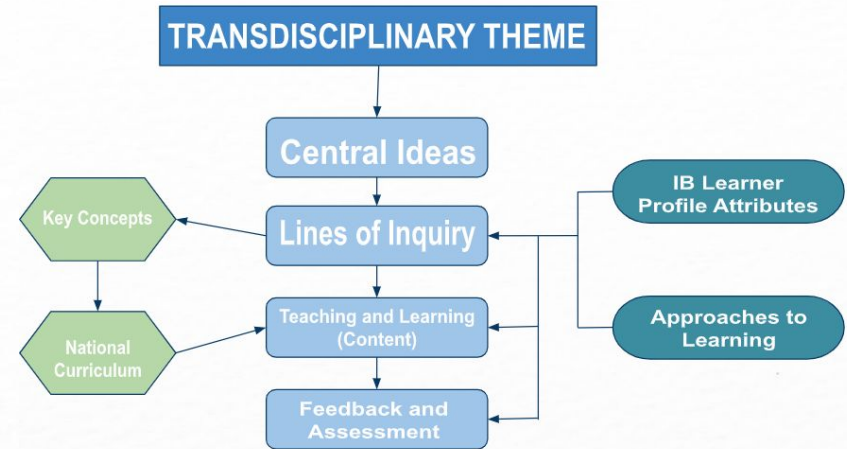 TRANSDISCIPLINARY THEME
Central Ideas
IB Learner
Profile Attributes
Key Concepts
Lines of Inquiry
Teaching and Learning
(Content)
Approaches to
Learning
National
Curriculum
Feedback and
Assessment